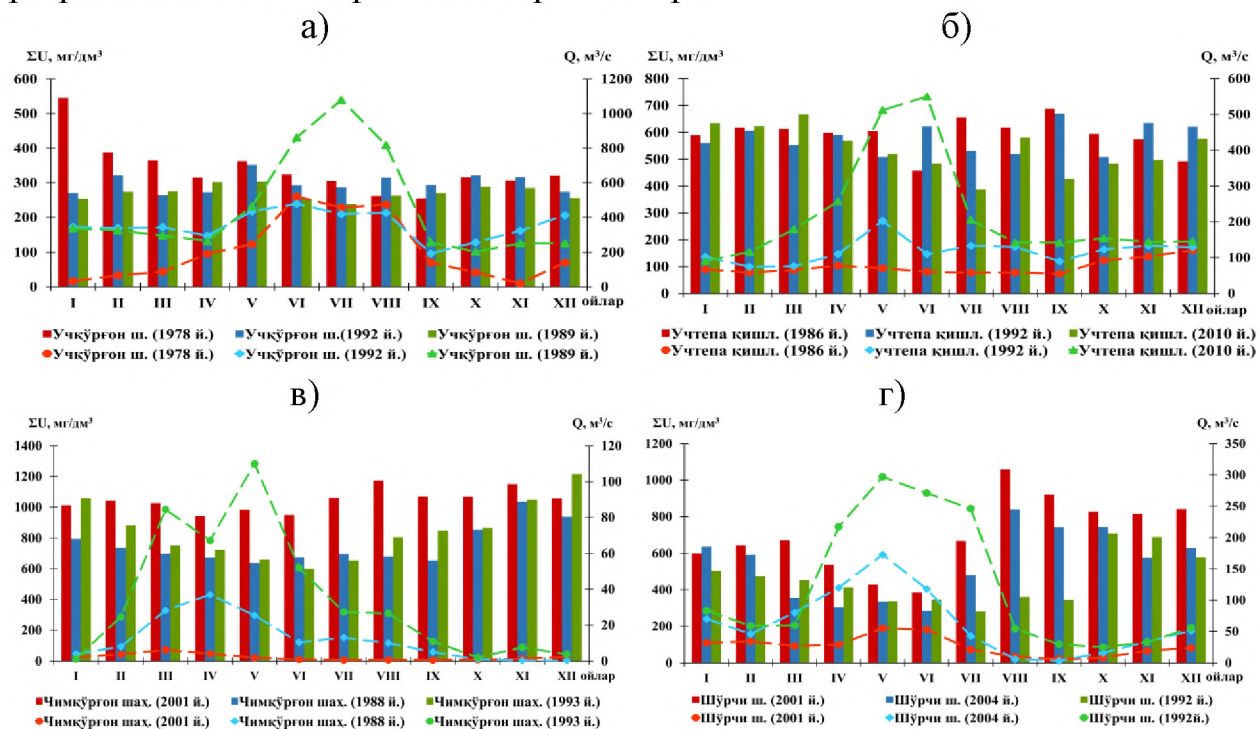 а)
ΣU, мг/дм³ Q, м³/с
600 1200
500 1000
400 800
300 600
200 400
100 200
0 0
I II III IV V VI VII VIII IX X XI XII ойлар
Учқўрғон ш. (1978 й.) Учқўрғон ш.(1992 й.) Учқўрғон ш. (1989 й.)
Учқўрғон ш. (1978 й.) Учқўрғон ш. (1992 й.) Учқўрғон ш. (1989 й.)
б)
ΣU, мг/дм³ Q, м³/с
800 600
700 500
600 400
500 300
400 200
300 100
200 0
100
0
I II III IV V VI VII VIII IX X XI XII ойлар
Учтепа қишл. (1986 й.) Учтепа қишл. (1992 й.) Учтепа қишл. (2010 й.)
Учтепа қишл. (1986 й.) учтепа қишл. (1992 й.) Учтепа қишл. (2010 й.)
в)
ΣU, мг/дм³ Q, м³/с
1400 120
1200 100
1000 80
800 60
600 40
400 20
200 0
0
I II III IV V VI VII VIII IX X XI XII ойлар
Чимқўрғон шаҳ. (2001 й.) Чимқўрғон шаҳ. (1988 й.) Чимқўрғон шаҳ. (1993 й.)
Чимқўрғон шаҳ. (2001 й.) Чимқўрғон шаҳ. (1988 й.) Чимқўрғон шаҳ. (1993 й.)
г)
ΣU, мг/дм³ Q, м³/с
1200 350
1000 300
800 250
600 200
400 150
200 100
0 50
0
I II III IV V VI VII VIII IX X XI XII ойлар
Шўрчи ш. (2001 й.) Шўрчи ш. (2004 й.) Шўрчи ш. (1992 й.)
Шўрчи ш. (2001 й.) Шўрчи ш. (2004 й.) Шўрчи ш. (1992й.)